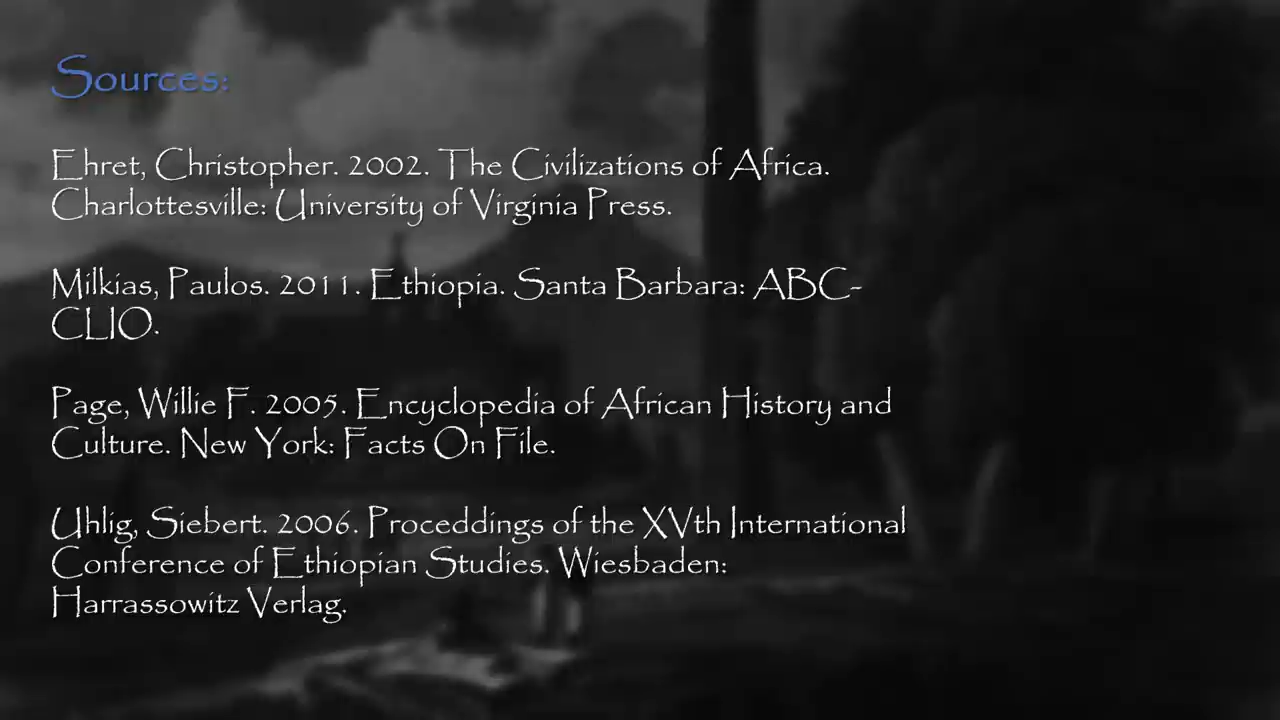 Sources:
Ehret, Christopher. 2002. The Civilizations of Africa.
Charlottesville: University of Virginia Press.
Milkias, Paulos. 2011. Ethiopia. Santa Barbara: ABC-
CLIO.
Page, Willie F. 2005. Encyclopedia of African History and
Culture. New York: Facts On File.
Uhlig, Siebert. 2006. Proceddings of the XVth International
Conference of Ethiopian Studies. Wiesbaden:
Harrassowitz Verlag.